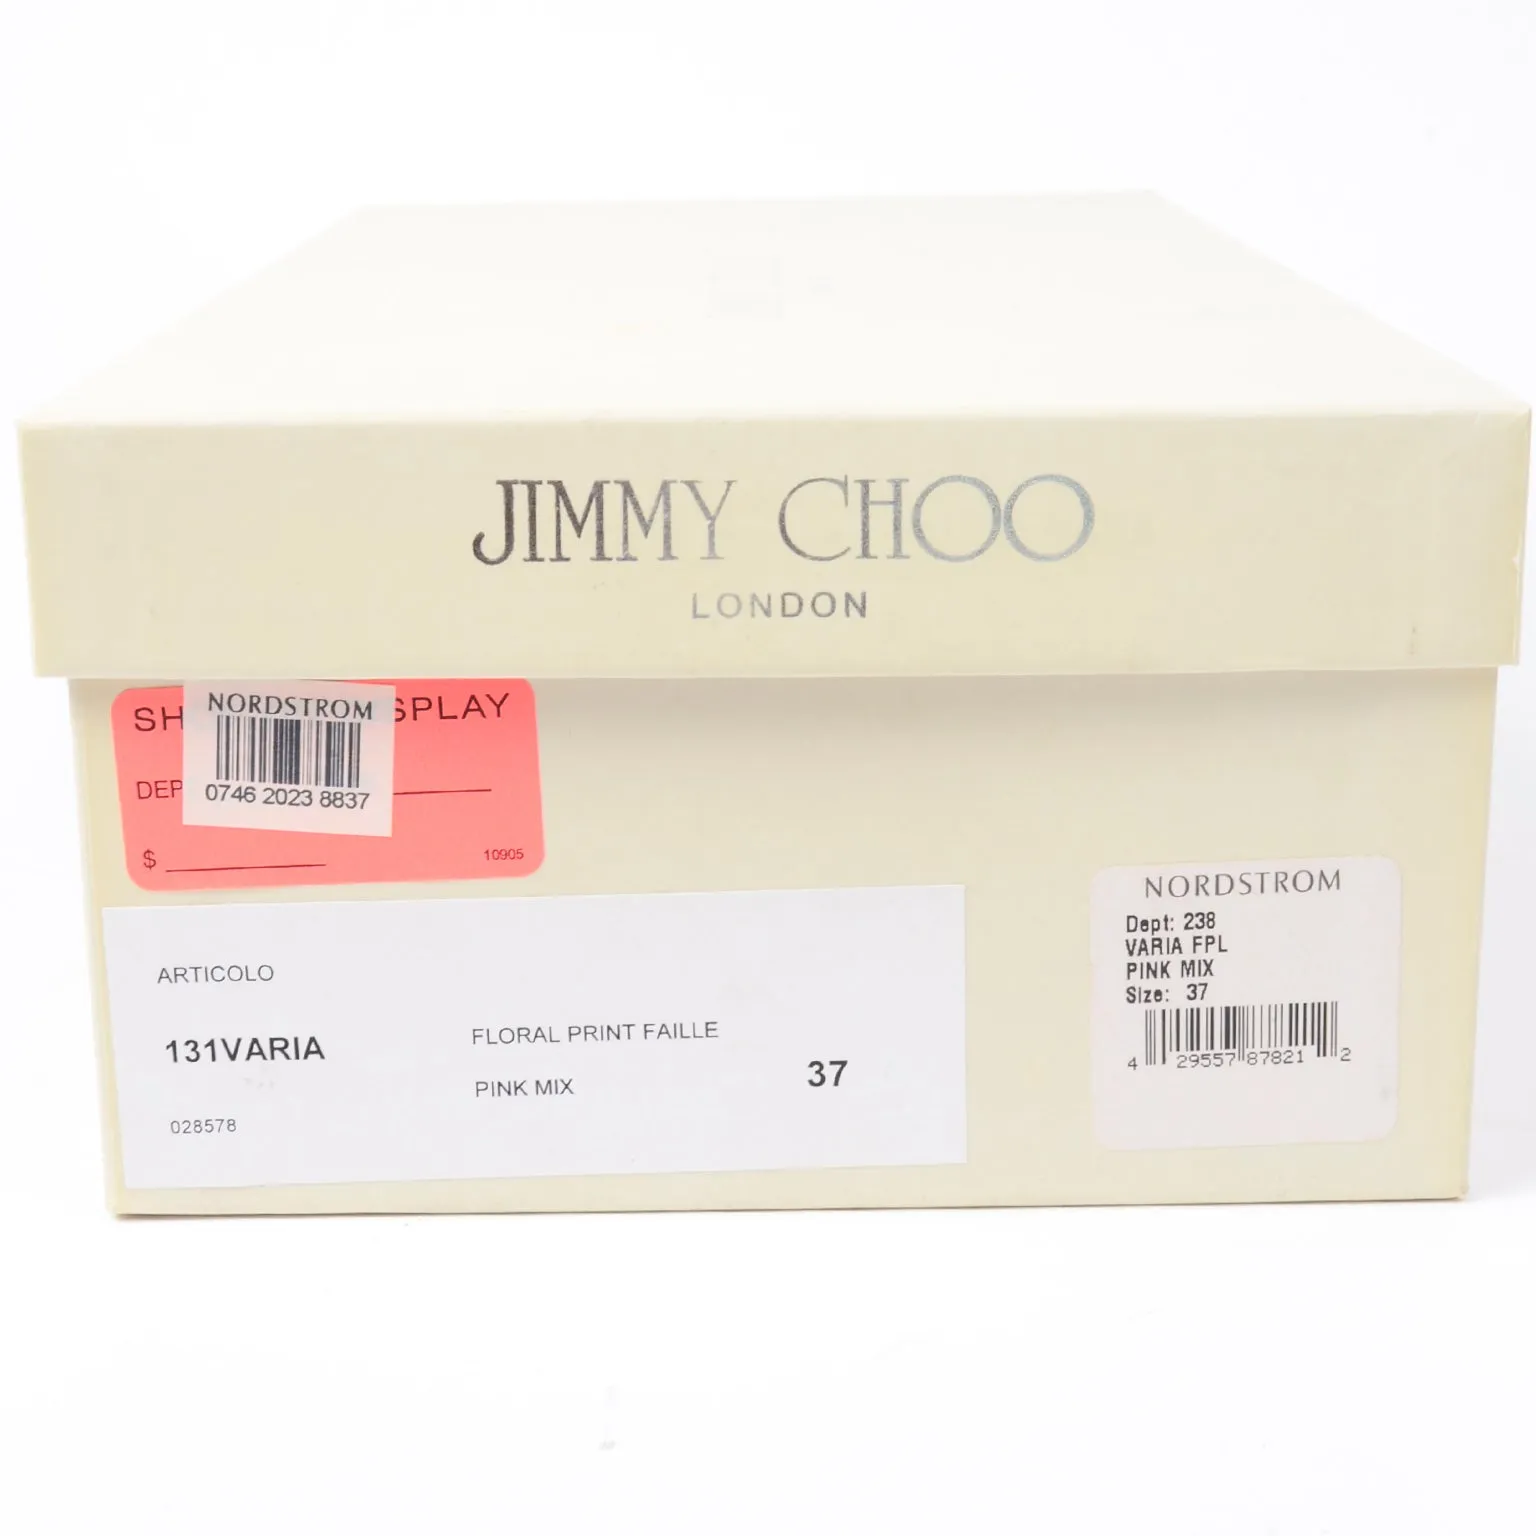 JIMMY CHOO
LONDON
SH SPLAY
NORDSTROM
0746 2023 8837
DEP
$
10905
ARTICOLO
131VARIA
FLORAL PRINT FAILLE
PINK MIX
37
028578
NORDSTROM
Dept: 238
VARIA FPL
PINK MIX
Size: 37
4 29557 87821 2